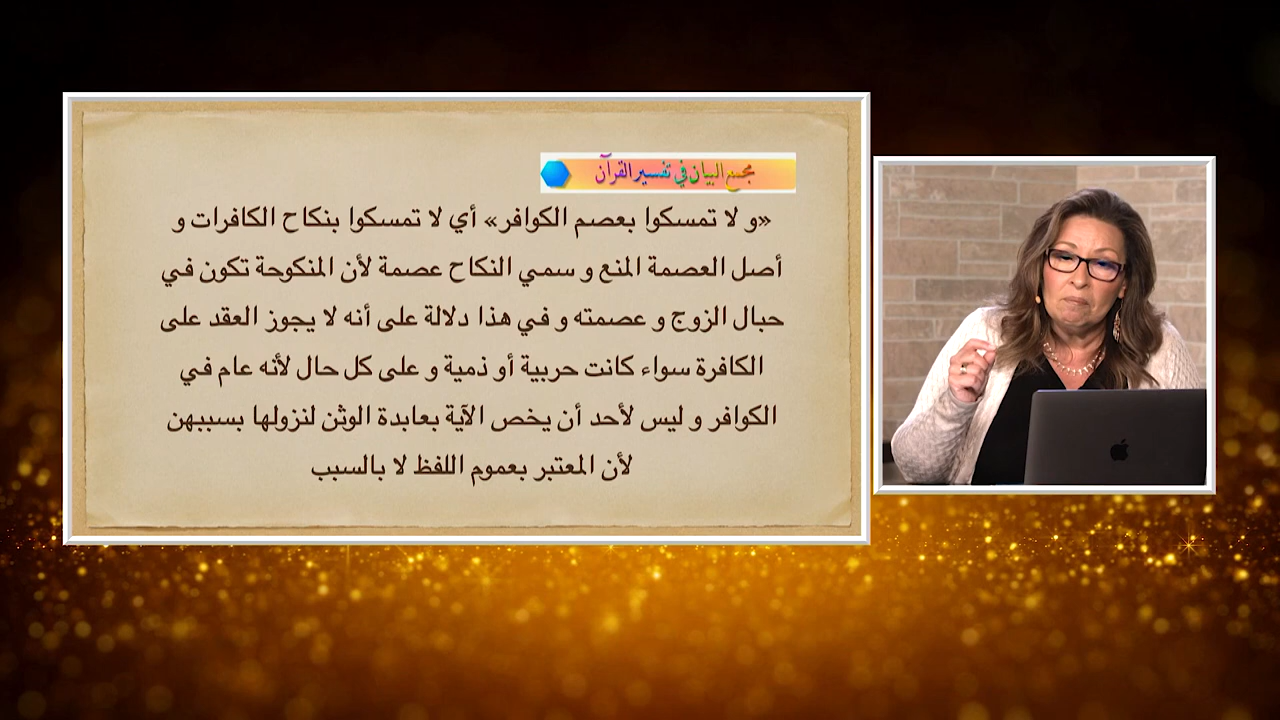 مجمع البيان في تفسير القرآن
«و لا تمسكوا بعصم الكوافر» أي لا تمسكوا بنكاح الكافرات و
أصل العصمة المنع و سمي النكاح عصمة لأن المنكوحة تكون في
حبال الزوج و عصمته و في هذا دلالة على أنه لا يجوز العقد على
الكافرة سواء كانت حربية أو ذمية و على كل حال لأنه عام في
الكوافر و ليس لأحد أن يخص الآية بعابدة الوثن لنزولها بسببهن
لأن المعتبر بعموم اللفظ لا بالسبب